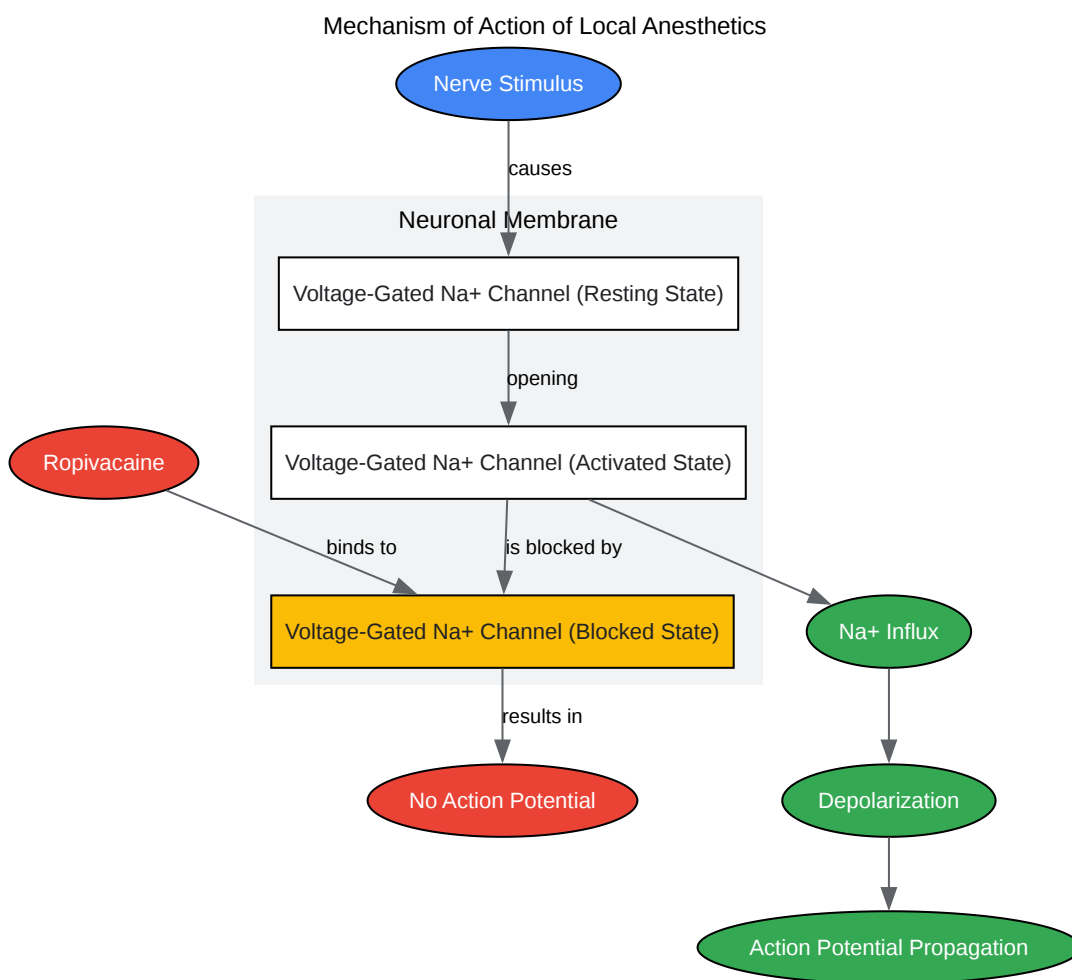 Mechanism of Action of Local Anesthetics
Nerve Stimulus
causes
Neuronal Membrane
Voltage-Gated Na+ Channel (Resting State)
opening
Ropivacaine
Voltage-Gated Na+ Channel (Activated State)
binds to
is blocked by
Voltage-Gated Na+ Channel (Blocked State)
Na+ Influx
results in
No Action Potential
Depolarization
Action Potential Propagation